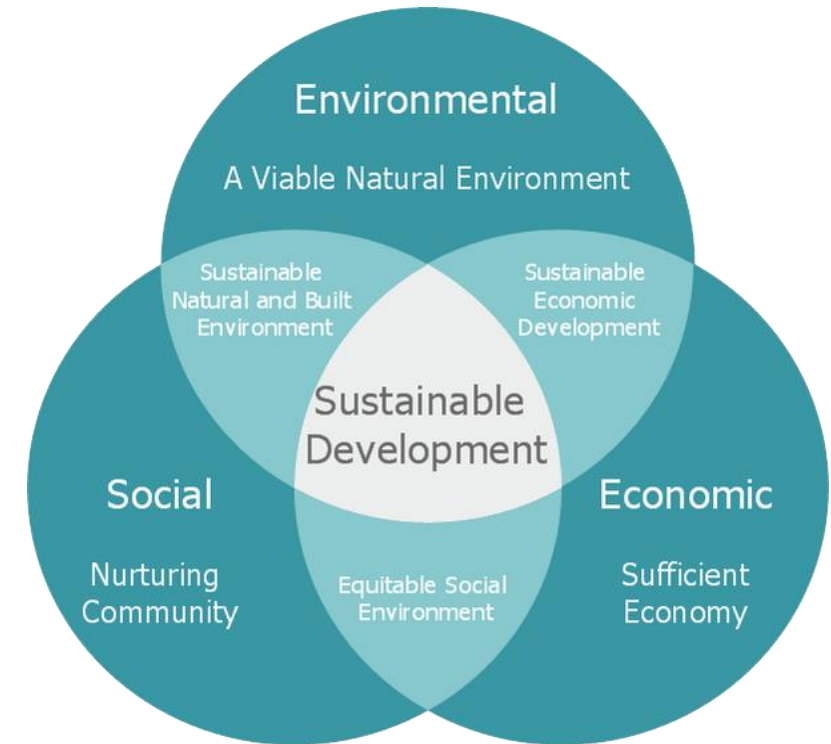 Environmental
A Viable Natural Environment
Sustainable
Natural and Built
Environment
Sustainable
Economic
Development
Sustainable
Development
Social
Nurturing
Community
Economic
Sufficient
Economy
Equitable Social
Environment